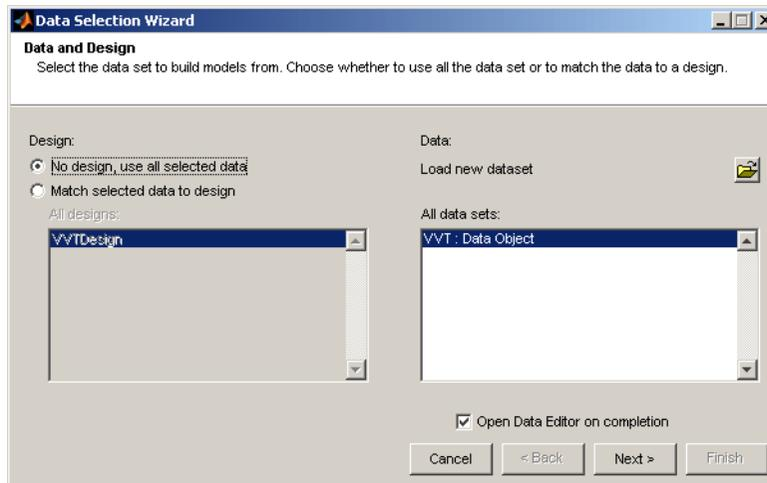 Data Selection Wizard
Data and Design
Select the data set to build models from. Choose whether to use all the data set or to match the data to a design.
Design:
No design, use all selected data
Match selected data to design
All designs:
VVTDesign
Data:
Load new dataset
All data sets:
VVT : Data Object
Open Data Editor on completion
Cancel
< Back
Next >
Finish